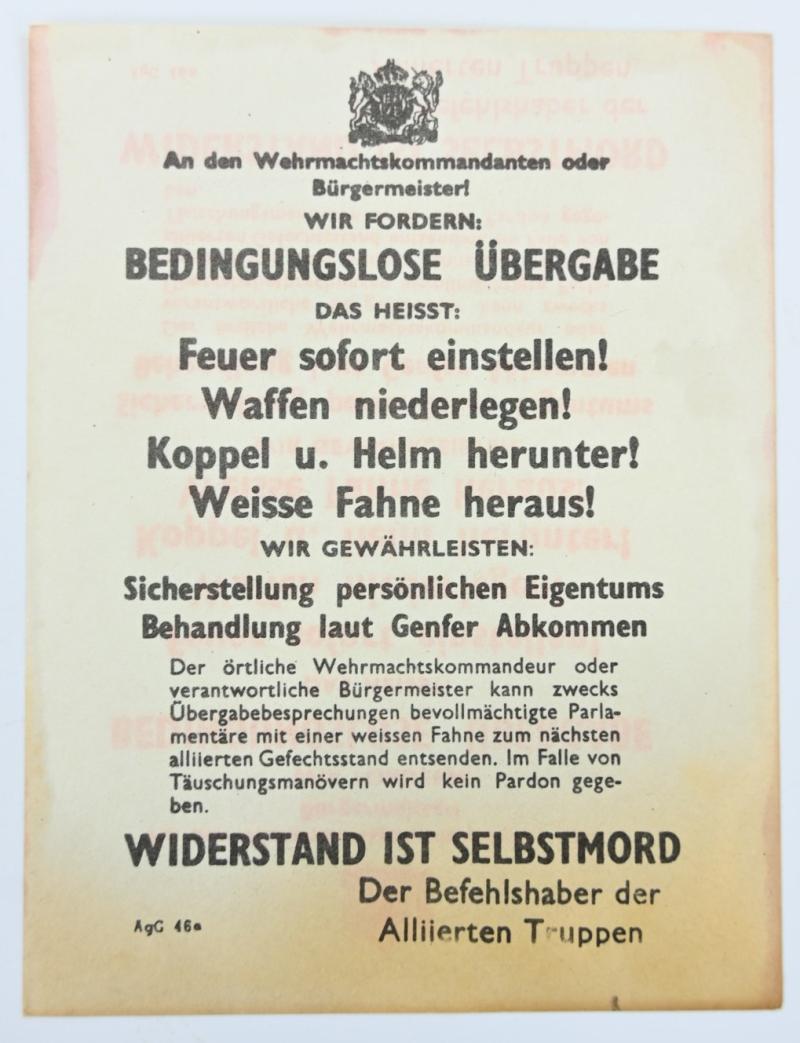 An den Wehrmachtskommandanten oder
Bürgermeister!
WIR FORDERN:
BEDINGUNGSLOSE ÜBERGABE
DAS HEISST:
Feuer sofort einstellen!
Waffen niederlegen!
Koppel u. Helm herunter!
Weisse Fahne heraus!
WIR GEWÄHRLEISTEN:
Sicherstellung persönlichen Eigentums
Behandlung laut Genfer Abkommen
Der örtliche Wehrmachtskommandeur oder
verantwortliche Bürgermeister kann zwecks
Übergabebesprechungen bevollmächtigte Parla-
mentäre mit einer weissen Fahne zum nächsten
alliierten Gefechtsstand entsenden. Im Falle von
Täuschungsmanövern wird kein Pardon gege-
ben.
WIDERSTAND IST SELBSTMORD
Der Befehlshaber der
Alliierten Truppen
AgC 46a